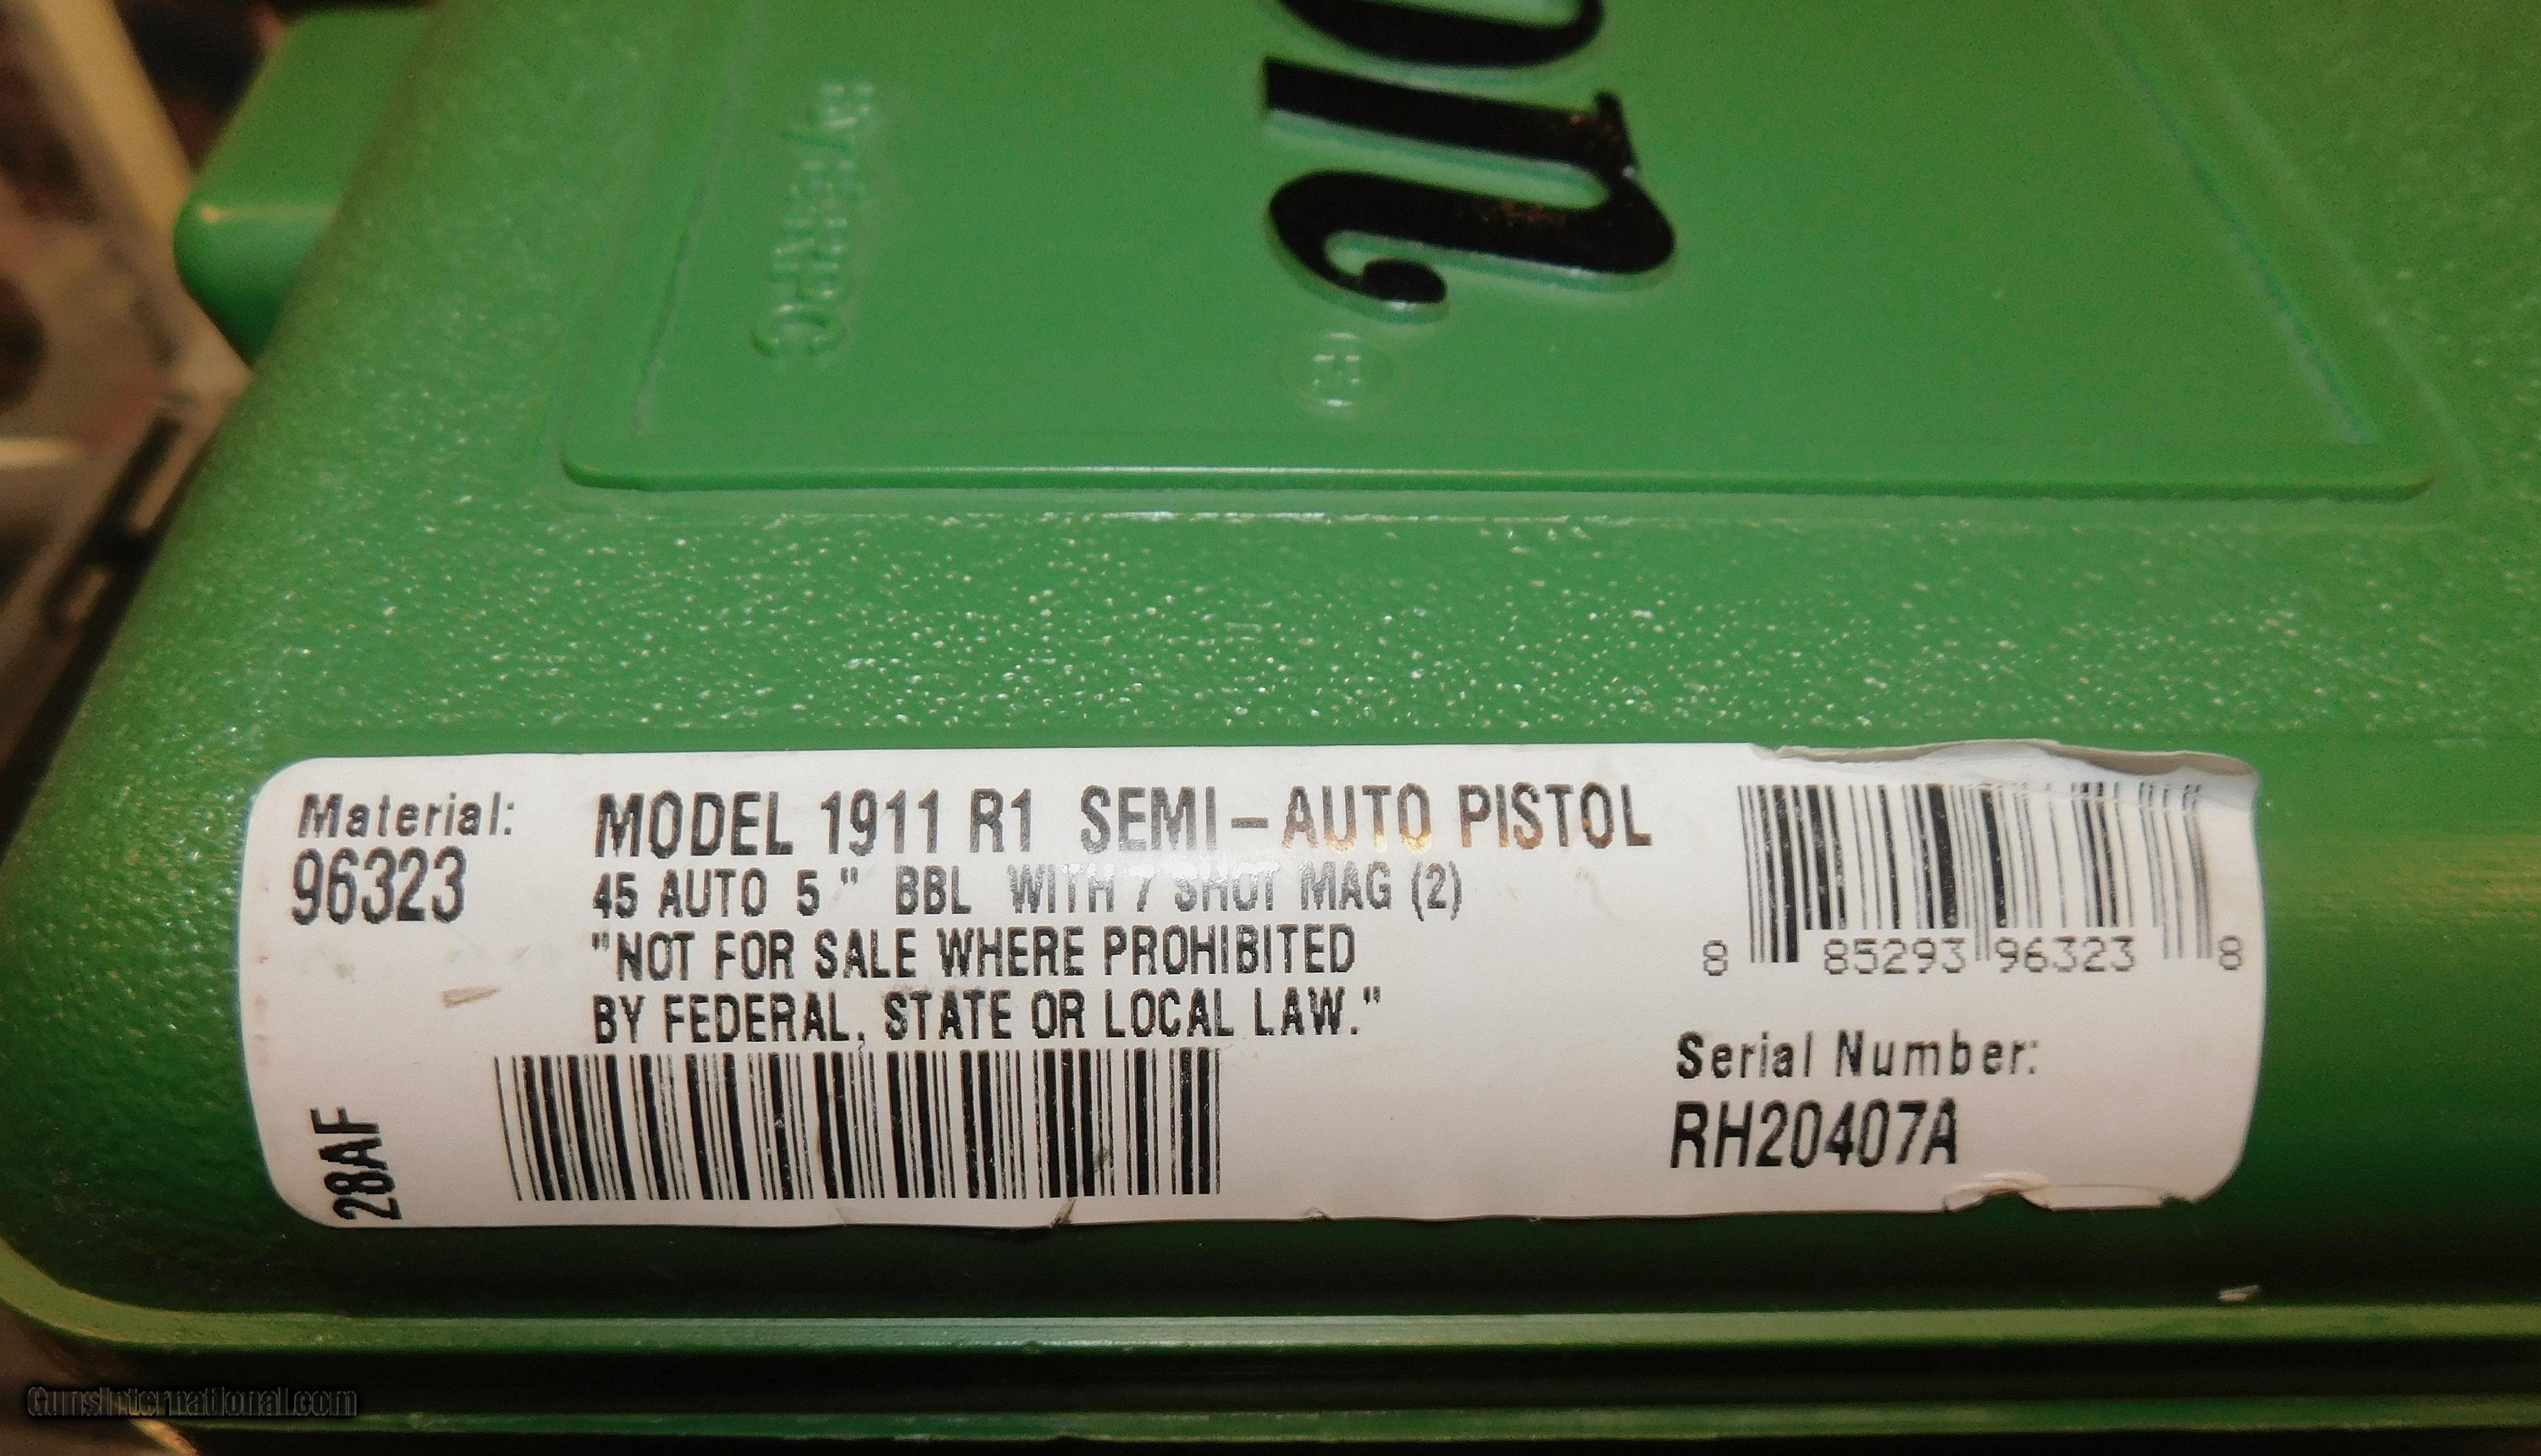 on
Material:
96323
MODEL 1911 R1 SEMI-AUTO PISTOL
45 AUTO 5" BBL WITH 7 SHOT MAG (2)
"NOT FOR SALE WHERE PROHIBITED
BY FEDERAL, STATE OR LOCAL LAW."
28AF
8 85293 96323 8
Serial Number:
RH20407A
GunsInternational.com